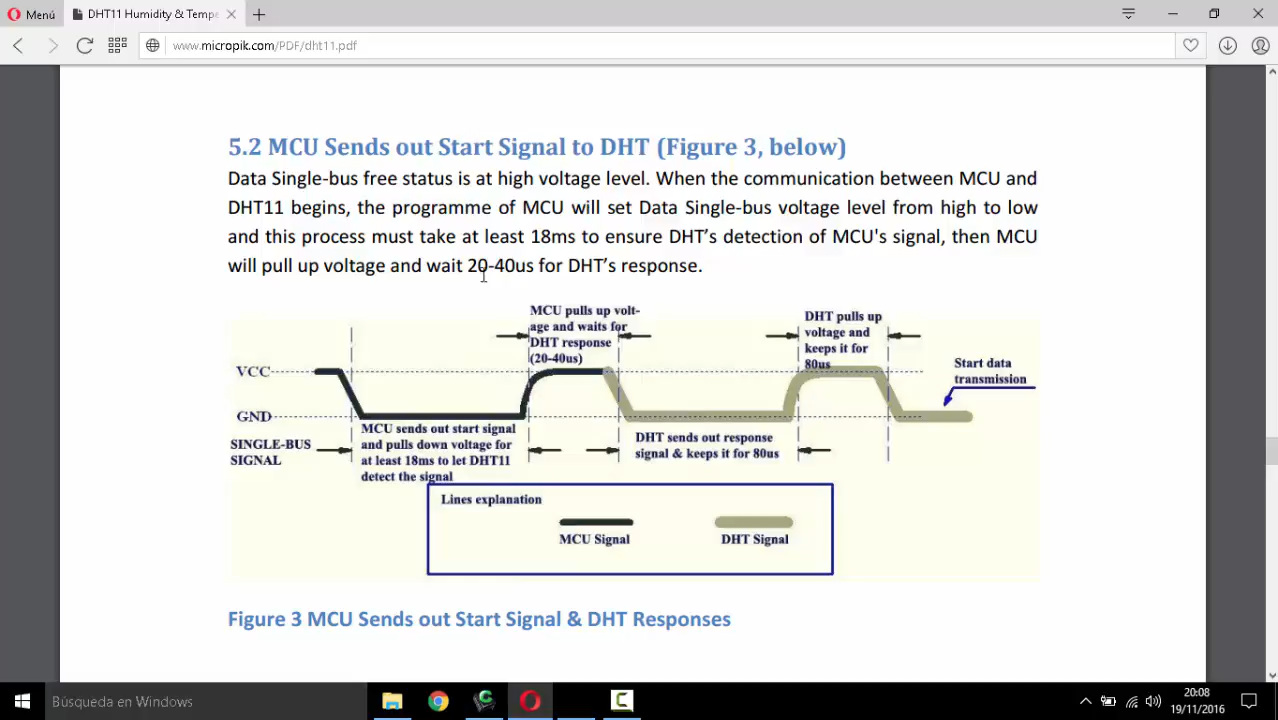 Menú
DHT11 Humidity & Tempe
www.micropik.com/PDF/dht11.pdf
5.2 MCU Sends out Start Signal to DHT (Figure 3, below)
Data Single-bus free status is at high voltage level. When the communication between MCU and
DHT11 begins, the programme of MCU will set Data Single-bus voltage level from high to low
and this process must take at least 18ms to ensure DHT’s detection of MCU's signal, then MCU
will pull up voltage and wait 20-40us for DHT’s response.
MCU pulls up volt-
age and waits for
DHT response
(20-40us)
DHT pulls up
voltage and
keeps it for
80us
Start data
transmission
VCC
GND
SINGLE-BUS
SIGNAL
MCU sends out start signal
and pulls down voltage for
at least 18ms to let DHT11
detect the signal
DHT sends out response
signal & keeps it for 80us
Lines explanation
MCU Signal
DHT Signal
Figure 3 MCU Sends out Start Signal & DHT Responses
Búsqueda en Windows
20:08
19/11/2016